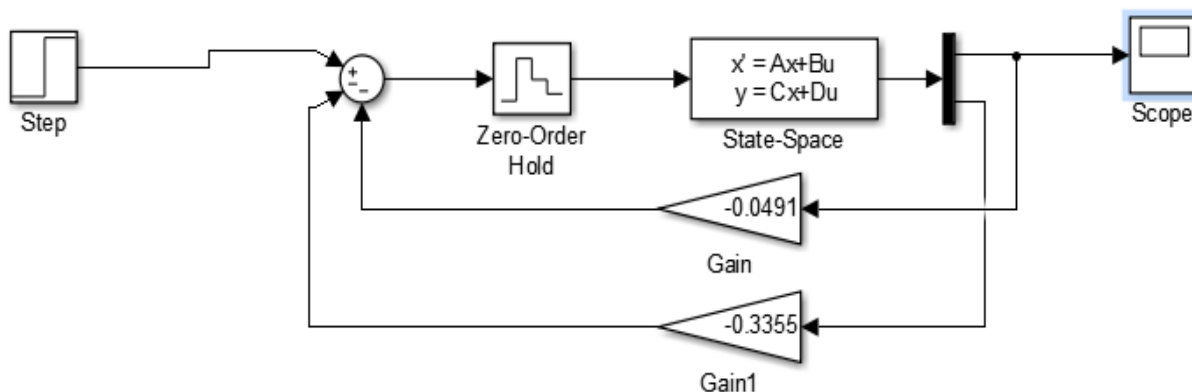 Step
+
−
−
Zero-Order
Hold
x' = Ax+Bu
y = Cx+Du
State-Space
Scope
-0.0491
Gain
-0.3355
Gain1